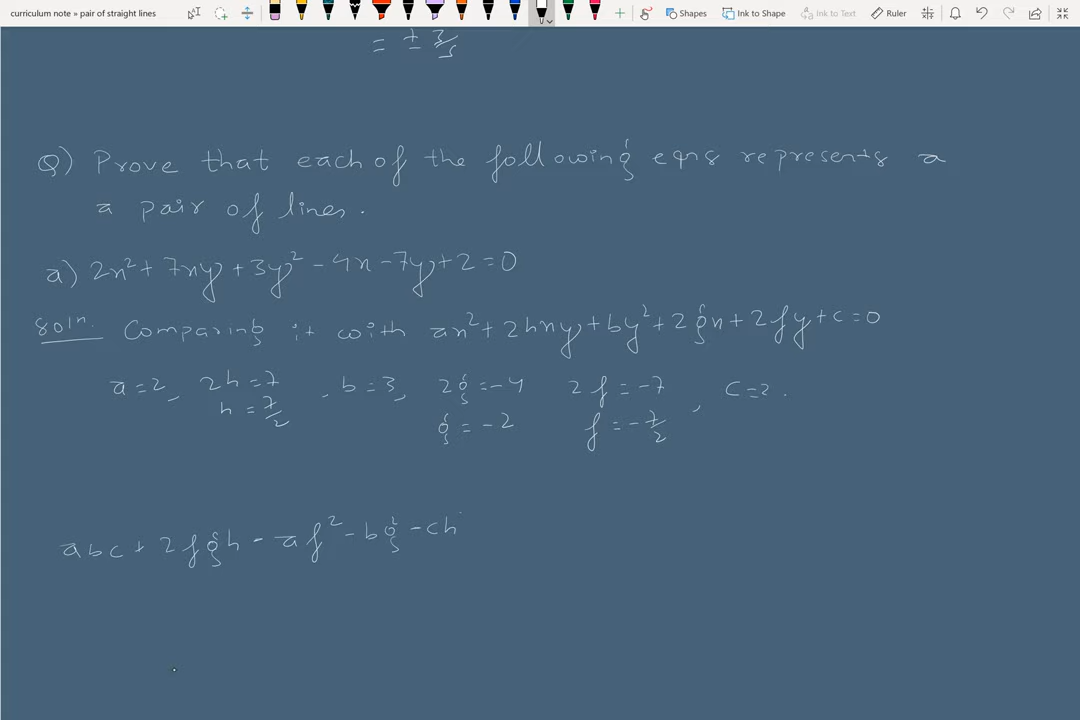 curriculum note » pair of straight lines
Shapes Ink to Shape Ink to Text Ruler
= ± 3/5
Q) Prove that each of the following eqns represents a
a pair of lines.
a) 2x² + 7xy + 3y² - 4x - 7y + 2 = 0
Soln. Comparing it with ax² + 2hxy + by² + 2gx + 2fy + c = 0
a = 2, 2h = 7, b = 3, 2g = -4 2f = -7, c = 2.
h = 7/2 g = -2 f = -7/2
abc + 2fgh - af² - bg - ch